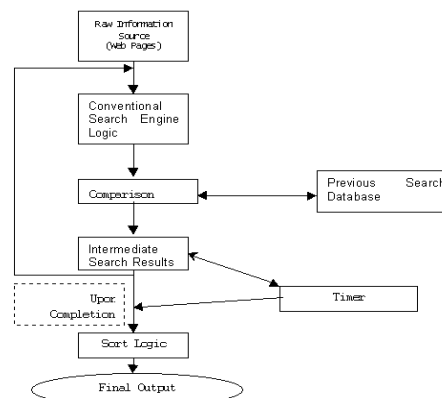 Raw Information
Source
(Web Pages)
Conventional
Search Engine
Logic
Comparison
Previous Search
Database
Intermediate
Search Results
Upon
Completion
Timer
Sort Logic
Final Output